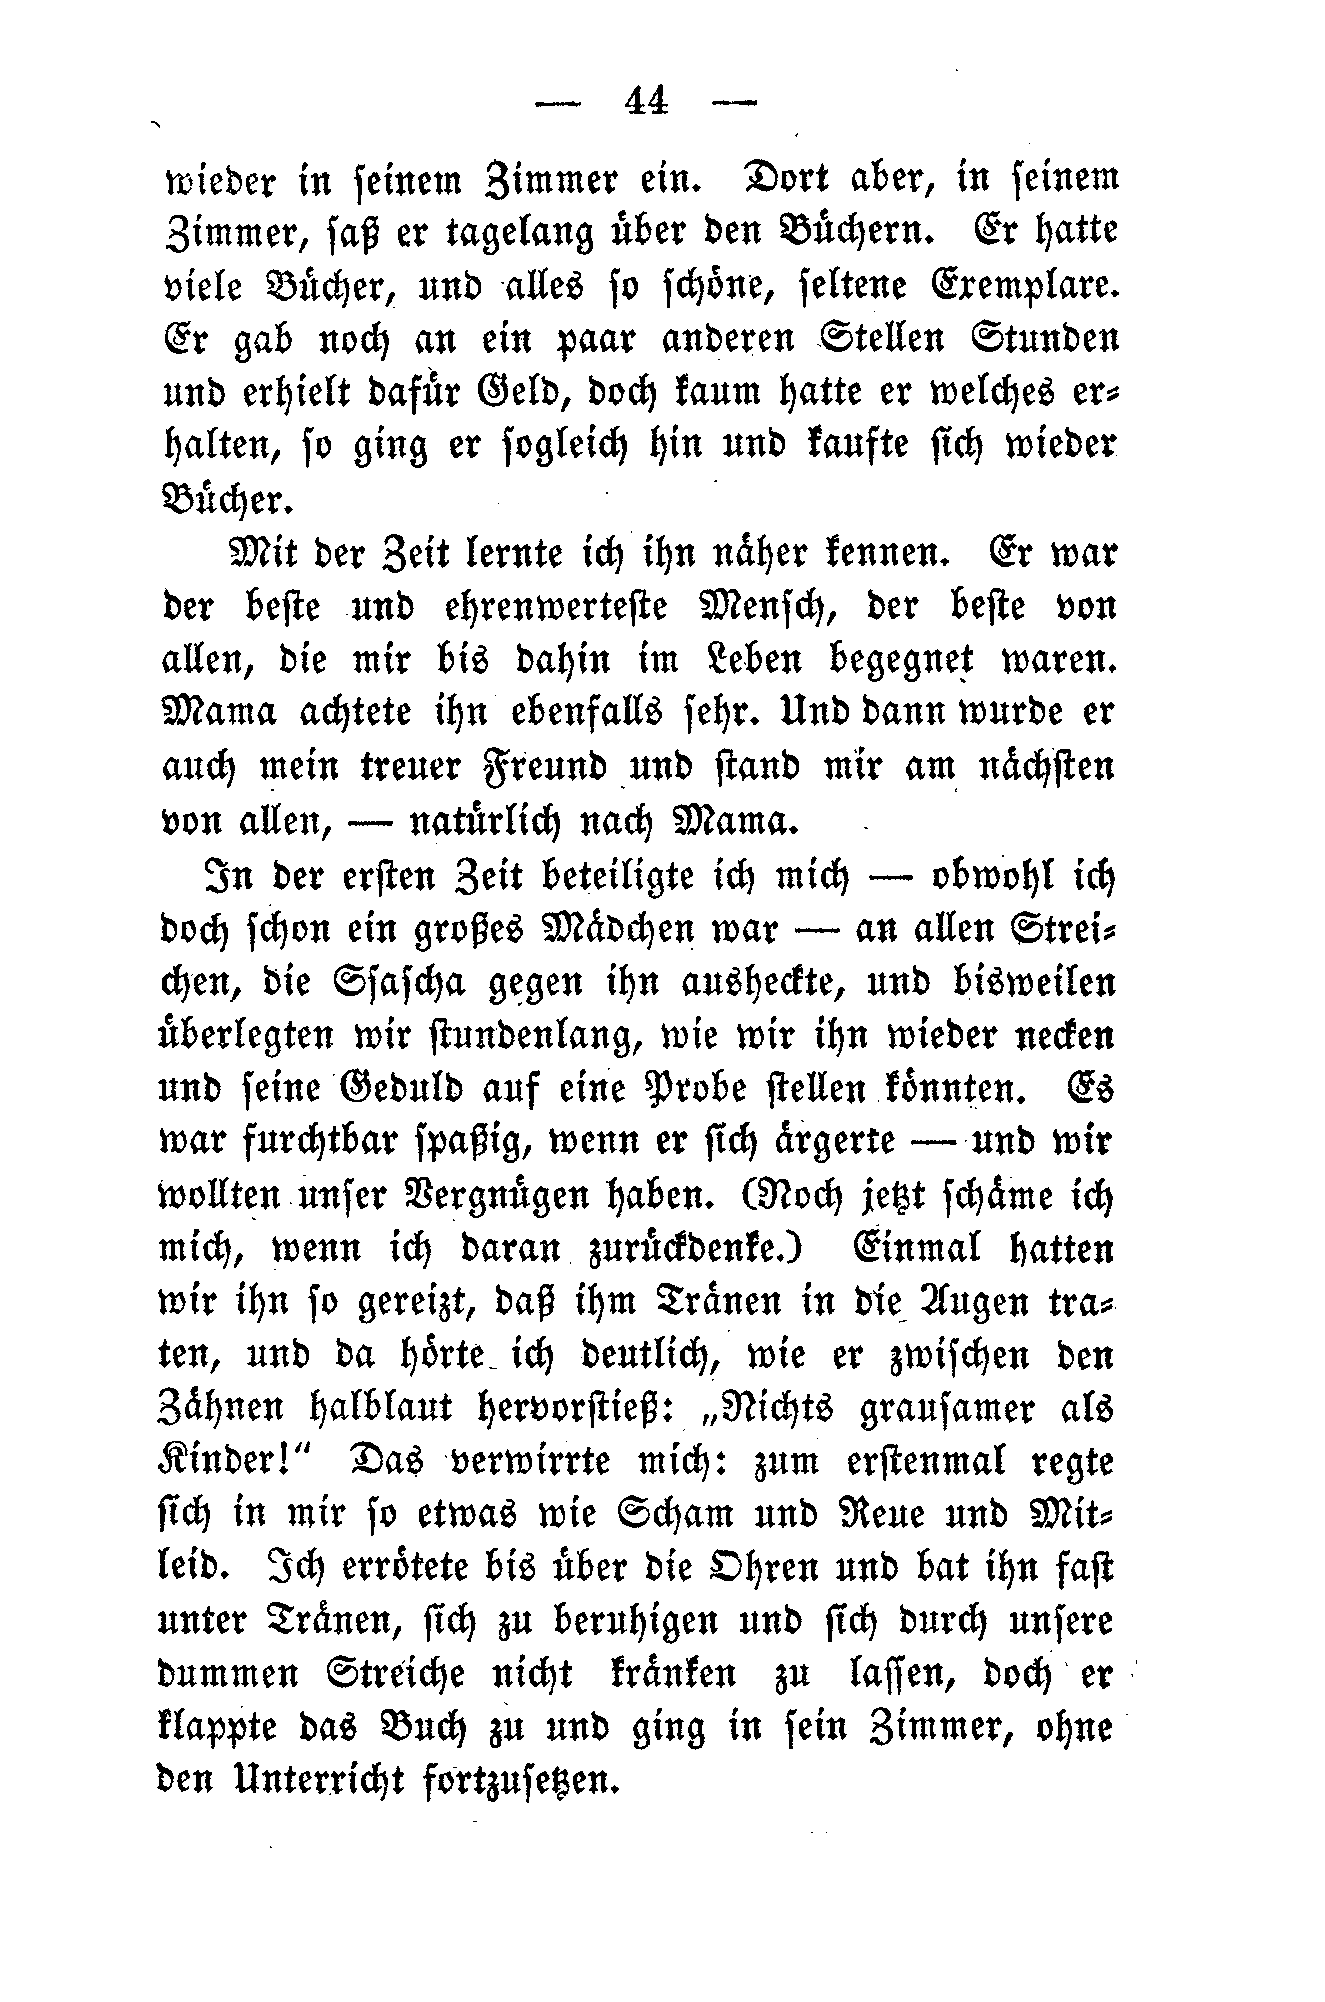 — 44 —
wieder in seinem Zimmer ein. Dort aber, in seinem
Zimmer, saß er tagelang über den Büchern. Er hatte
viele Bücher, und alles so schöne, seltene Exemplare.
Er gab noch an ein paar anderen Stellen Stunden
und erhielt dafür Geld, doch kaum hatte er welches er-
halten, so ging er sogleich hin und kaufte sich wieder
Bücher.
Mit der Zeit lernte ich ihn näher kennen. Er war
der beste und ehrenwerteste Mensch, der beste von
allen, die mir bis dahin im Leben begegnet waren.
Mama achtete ihn ebenfalls sehr. Und dann wurde er
auch mein treuer Freund und stand mir am nächsten
von allen, — natürlich nach Mama.
In der ersten Zeit beteiligte ich mich — obwohl ich
doch schon ein großes Mädchen war — an allen Strei-
chen, die Ssascha gegen ihn ausheckte, und bisweilen
überlegten wir stundenlang, wie wir ihn wieder necken
und seine Geduld auf eine Probe stellen könnten. Es
war furchtbar spaßig, wenn er sich ärgerte — und wir
wollten unser Vergnügen haben. (Noch jetzt schäme ich
mich, wenn ich daran zurückdenke.) Einmal hatten
wir ihn so gereizt, daß ihm Tränen in die Augen tra-
ten, und da hörte ich deutlich, wie er zwischen den
Zähnen halblaut hervorstieß: „Nichts grausamer als
Kinder!“ Das verwirrte mich: zum erstenmal regte
sich in mir so etwas wie Scham und Reue und Mit-
leid. Ich errötete bis über die Ohren und bat ihn fast
unter Tränen, sich zu beruhigen und sich durch unsere
dummen Streiche nicht kränken zu lassen, doch er
klappte das Buch zu und ging in sein Zimmer, ohne
den Unterricht fortzusetzen.